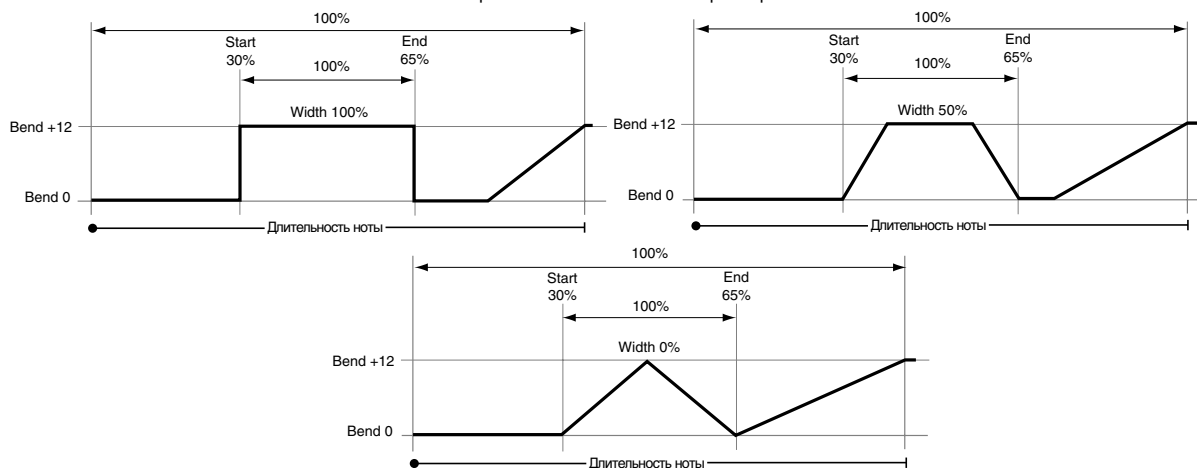 100%
Start
30%
End
65%
100%
Width 100%
Bend +12
Bend 0
Длительность ноты
100%
Start
30%
End
65%
100%
Width 50%
Bend +12
Bend 0
Длительность ноты
100%
Start
30%
End
65%
100%
Width 0%
Bend +12
Bend 0
Длительность ноты